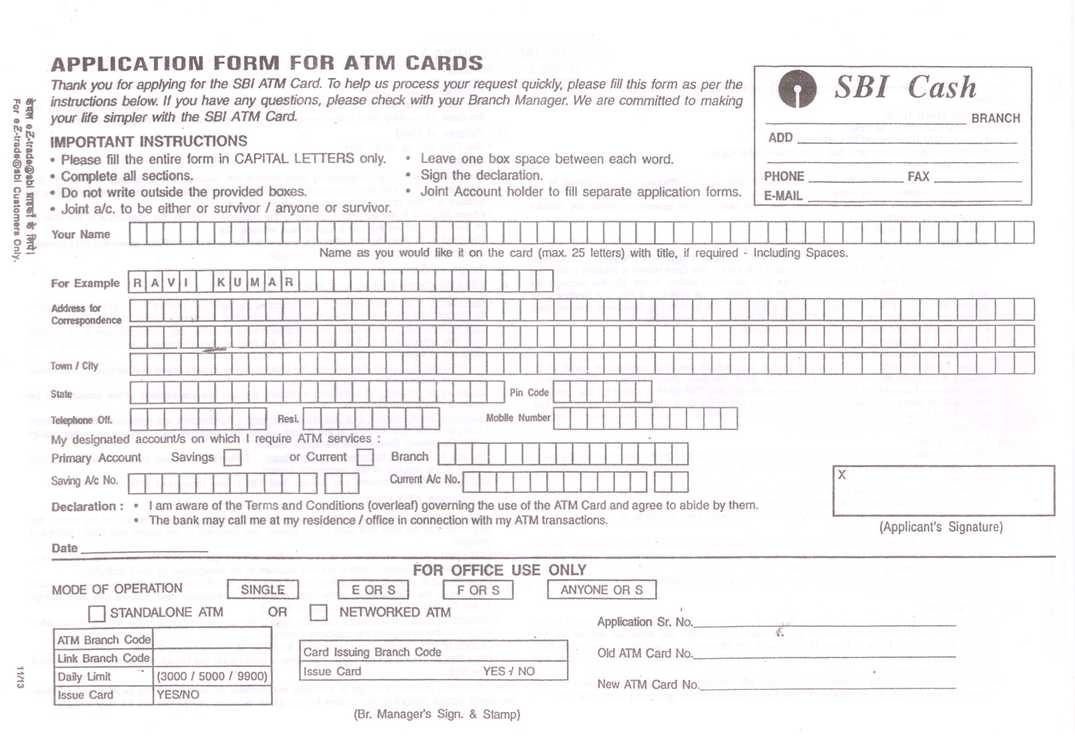 APPLICATION FORM FOR ATM CARDS
Thank you for applying for the SBI ATM Card. To help us process your request quickly, please fill this form as per the
instructions below. If you have any questions, please check with your Branch Manager. We are committed to making
your life simpler with the SBI ATM Card.
SBI Cash
BRANCH
ADD
PHONE FAX
E-MAIL
केवल eZ-trade@sbi ग्राहकों के लिये।
For eZ-trade@sbi Customers Only.
IMPORTANT INSTRUCTIONS
• Please fill the entire form in CAPITAL LETTERS only.
• Complete all sections.
• Do not write outside the provided boxes.
• Joint a/c. to be either or survivor / anyone or survivor.
• Leave one box space between each word.
• Sign the declaration.
• Joint Account holder to fill separate application forms.
Your Name
Name as you would like it on the card (max. 25 letters) with title, if required - Including Spaces.
For Example RAVI KUMAR
Address for
Correspondence
Town / City
State Pin Code
Telephone Off. Resi. Mobile Number
My designated account/s on which I require ATM services :
Primary Account Savings or Current Branch
Saving A/c No. Current A/c No.
X
(Applicant's Signature)
Declaration : • I am aware of the Terms and Conditions (overleaf) governing the use of the ATM Card and agree to abide by them.
• The bank may call me at my residence / office in connection with my ATM transactions.
Date
FOR OFFICE USE ONLY
MODE OF OPERATION SINGLE E OR S F OR S ANYONE OR S
STANDALONE ATM OR NETWORKED ATM
ATM Branch Code
Link Branch Code
Daily Limit (3000 / 5000 / 9900)
Issue Card YES/NO
Card Issuing Branch Code
Issue Card YES / NO
Application Sr. No.
Old ATM Card No.
New ATM Card No.
(Br. Manager's Sign. & Stamp)
11/13